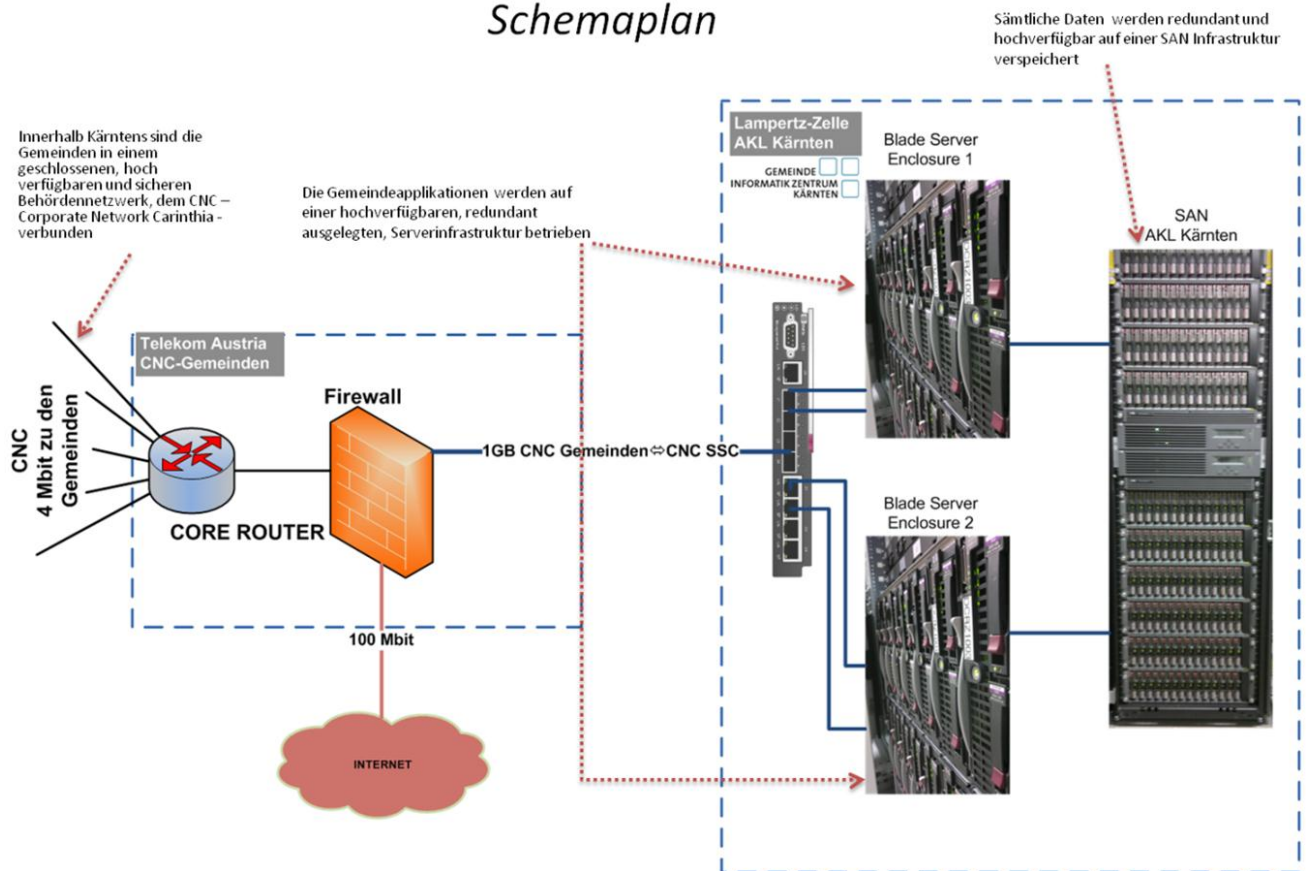 Schemaplan
Sämtliche Daten werden redundant und
hochverfügbar auf einer SAN Infrastruktur
verspeichert
Innerhalb Kärntens sind die
Gemeinden in einem
geschlossenen, hoch
verfügbaren und sicheren
Behördennetzwerk, dem CNC –
Corporate Network Carinthia -
verbunden
Die Gemeindeapplikationen werden auf
einer hochverfügbaren, redundant
ausgelegten, Serverinfrastruktur betrieben
Lampertz-Zelle
AKL Kärnten
GEMEINDE
INFORMATIK ZENTRUM
KÄRNTEN
Blade Server
Enclosure 1
SAN
AKL Kärnten
Telekom Austria
CNC-Gemeinden
Firewall
CNC
4 Mbit zu den
Gemeinden
CORE ROUTER
1GB CNC Gemeinden⇔CNC SSC
Blade Server
Enclosure 2
100 Mbit
INTERNET